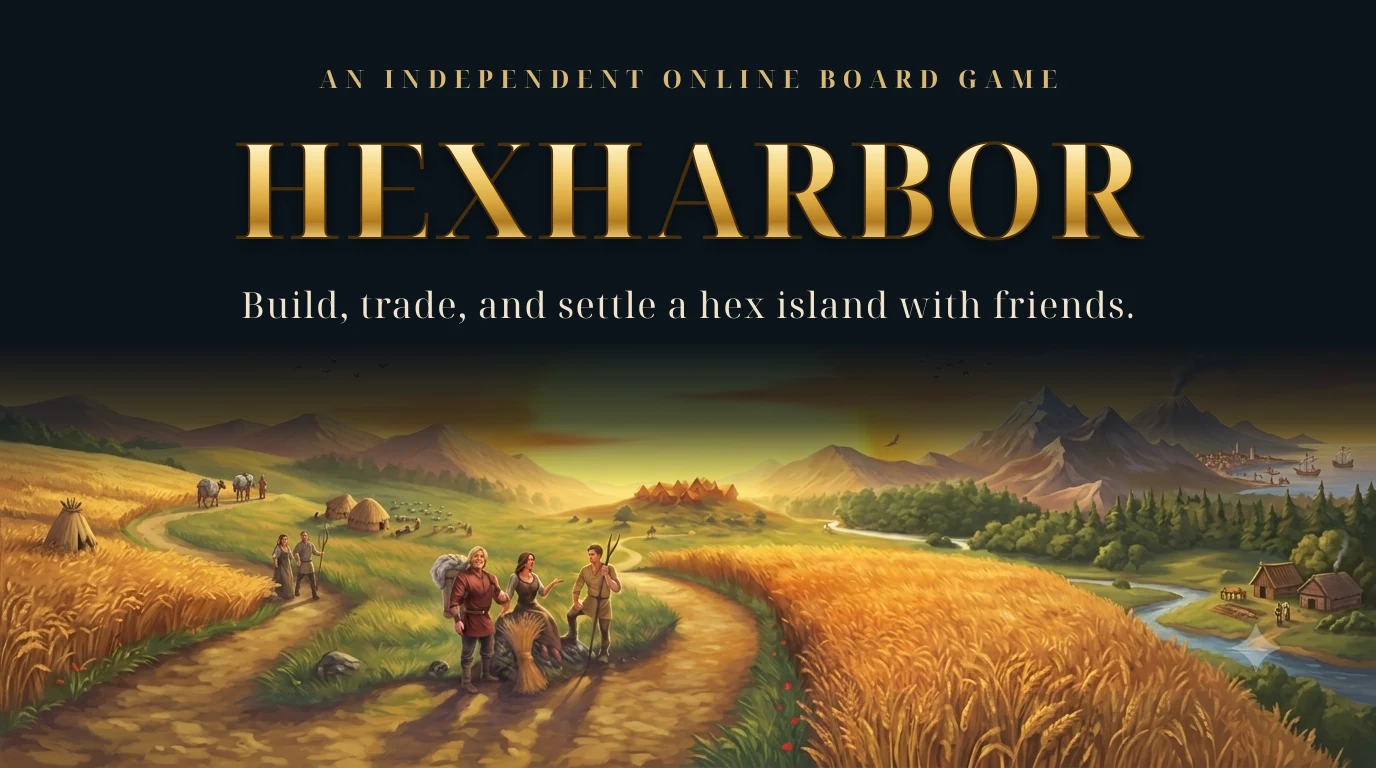 AN INDEPENDENT ONLINE BOARD GAME
HEXHARBOR
Build, trade, and settle a hex island with friends.